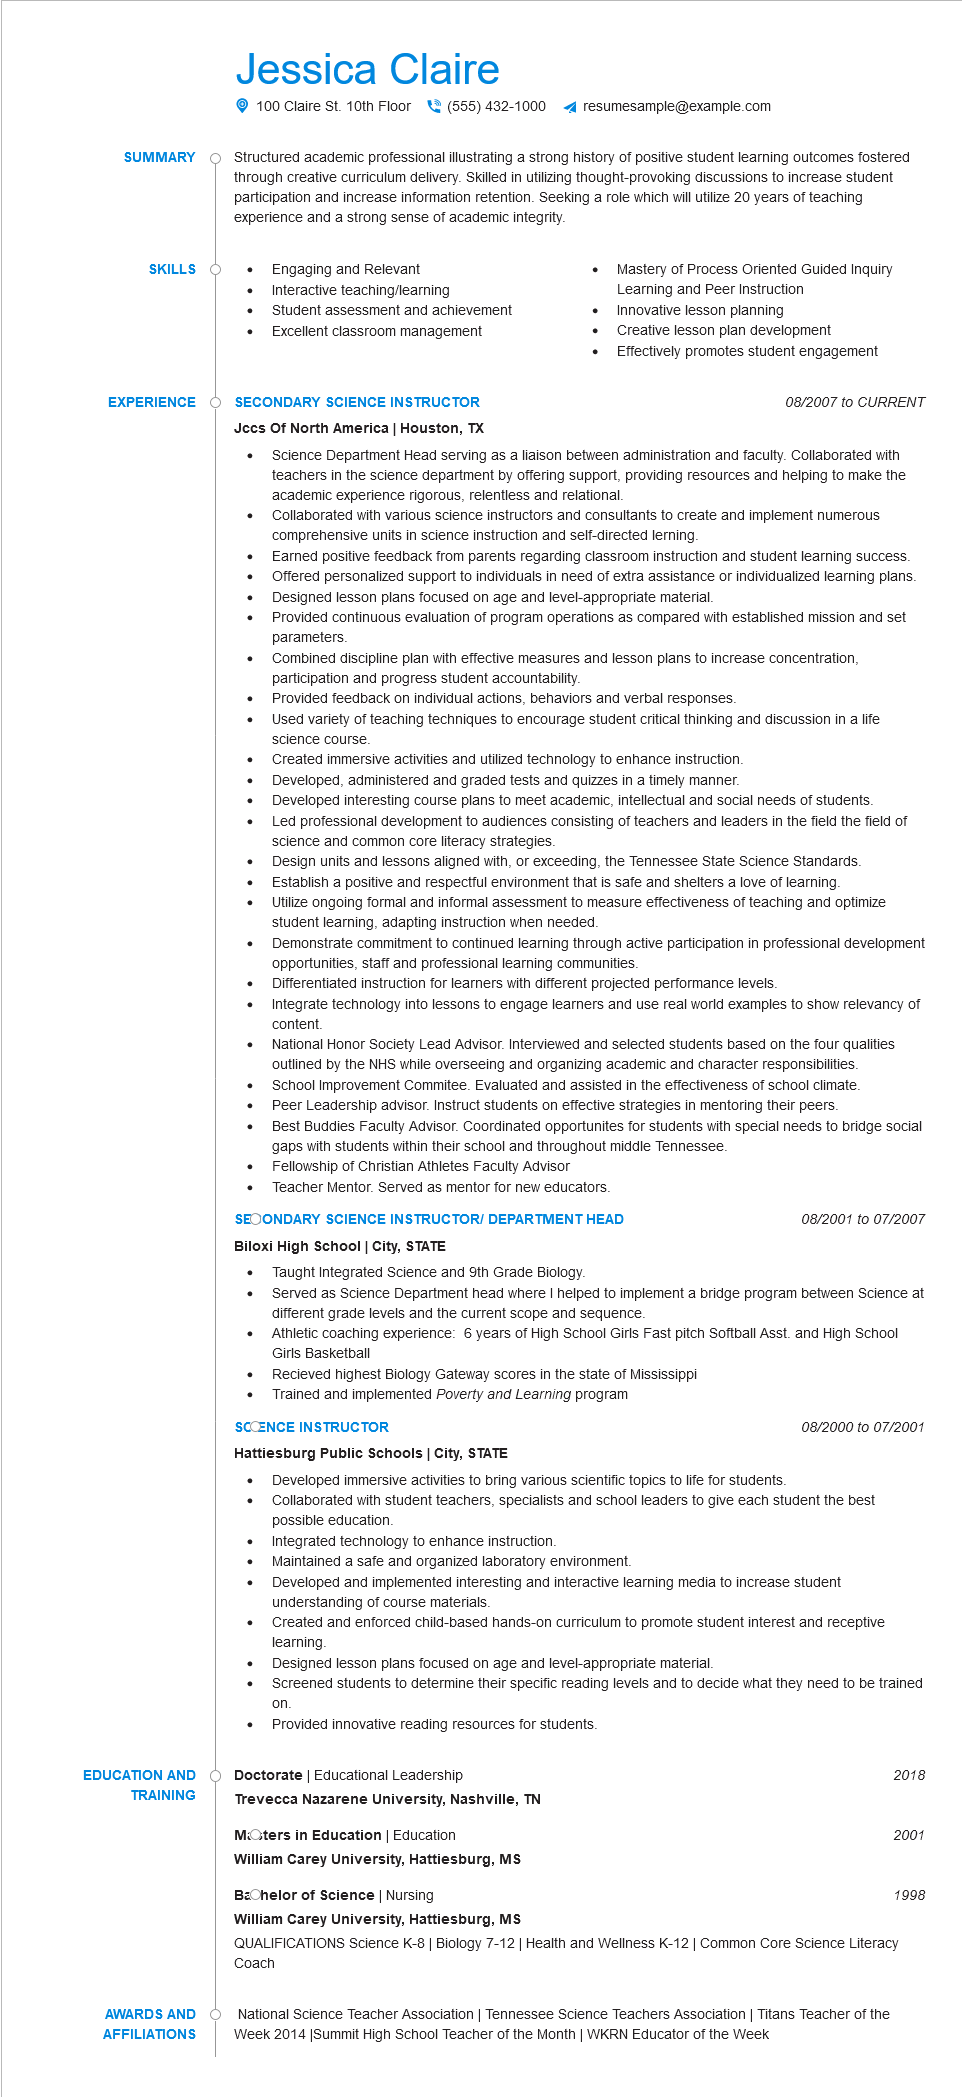 Jessica Claire
100 Claire St. 10th Floor (555) 432-1000 resumesample@example.com
SUMMARY
Structured academic professional illustrating a strong history of positive student learning outcomes fostered
through creative curriculum delivery. Skilled in utilizing thought-provoking discussions to increase student
participation and increase information retention. Seeking a role which will utilize 20 years of teaching
experience and a strong sense of academic integrity.
SKILLS
• Engaging and Relevant
• Interactive teaching/learning
• Student assessment and achievement
• Excellent classroom management
• Mastery of Process Oriented Guided Inquiry
Learning and Peer Instruction
• Innovative lesson planning
• Creative lesson plan development
• Effectively promotes student engagement
EXPERIENCE
SECONDARY SCIENCE INSTRUCTOR 08/2007 to CURRENT
Jccs Of North America | Houston, TX
• Science Department Head serving as a liaison between administration and faculty. Collaborated with
teachers in the science department by offering support, providing resources and helping to make the
academic experience rigorous, relentless and relational.
• Collaborated with various science instructors and consultants to create and implement numerous
comprehensive units in science instruction and self-directed lerning.
• Earned positive feedback from parents regarding classroom instruction and student learning success.
• Offered personalized support to individuals in need of extra assistance or individualized learning plans.
• Designed lesson plans focused on age and level-appropriate material.
• Provided continuous evaluation of program operations as compared with established mission and set
parameters.
• Combined discipline plan with effective measures and lesson plans to increase concentration,
participation and progress student accountability.
• Provided feedback on individual actions, behaviors and verbal responses.
• Used variety of teaching techniques to encourage student critical thinking and discussion in a life
science course.
• Created immersive activities and utilized technology to enhance instruction.
• Developed, administered and graded tests and quizzes in a timely manner.
• Developed interesting course plans to meet academic, intellectual and social needs of students.
• Led professional development to audiences consisting of teachers and leaders in the field the field of
science and common core literacy strategies.
• Design units and lessons aligned with, or exceeding, the Tennessee State Science Standards.
• Establish a positive and respectful environment that is safe and shelters a love of learning.
• Utilize ongoing formal and informal assessment to measure effectiveness of teaching and optimize
student learning, adapting instruction when needed.
• Demonstrate commitment to continued learning through active participation in professional development
opportunities, staff and professional learning communities.
• Differentiated instruction for learners with different projected performance levels.
• Integrate technology into lessons to engage learners and use real world examples to show relevancy of
content.
• National Honor Society Lead Advisor. Interviewed and selected students based on the four qualities
outlined by the NHS while overseeing and organizing academic and character responsibilities.
• School Improvement Commitee. Evaluated and assisted in the effectiveness of school climate.
• Peer Leadership advisor. Instruct students on effective strategies in mentoring their peers.
• Best Buddies Faculty Advisor. Coordinated opportunites for students with special needs to bridge social
gaps with students within their school and throughout middle Tennessee.
• Fellowship of Christian Athletes Faculty Advisor
• Teacher Mentor. Served as mentor for new educators.
SECONDARY SCIENCE INSTRUCTOR/ DEPARTMENT HEAD 08/2001 to 07/2007
Biloxi High School | City, STATE
• Taught Integrated Science and 9th Grade Biology.
• Served as Science Department head where I helped to implement a bridge program between Science at
different grade levels and the current scope and sequence.
• Athletic coaching experience:  6 years of High School Girls Fast pitch Softball Asst. and High School
Girls Basketball
• Recieved highest Biology Gateway scores in the state of Mississippi
• Trained and implemented Poverty and Learning program
SCIENCE INSTRUCTOR 08/2000 to 07/2001
Hattiesburg Public Schools | City, STATE
• Developed immersive activities to bring various scientific topics to life for students.
• Collaborated with student teachers, specialists and school leaders to give each student the best
possible education.
• Integrated technology to enhance instruction.
• Maintained a safe and organized laboratory environment.
• Developed and implemented interesting and interactive learning media to increase student
understanding of course materials.
• Created and enforced child-based hands-on curriculum to promote student interest and receptive
learning.
• Designed lesson plans focused on age and level-appropriate material.
• Screened students to determine their specific reading levels and to decide what they need to be trained
on.
• Provided innovative reading resources for students.
EDUCATION AND
TRAINING
Doctorate | Educational Leadership 2018
Trevecca Nazarene University, Nashville, TN
Masters in Education | Education 2001
William Carey University, Hattiesburg, MS
Bachelor of Science | Nursing 1998
William Carey University, Hattiesburg, MS
QUALIFICATIONS Science K-8 | Biology 7-12 | Health and Wellness K-12 | Common Core Science Literacy
Coach
AWARDS AND
AFFILIATIONS
National Science Teacher Association | Tennessee Science Teachers Association | Titans Teacher of the
Week 2014 |Summit High School Teacher of the Month | WKRN Educator of the Week